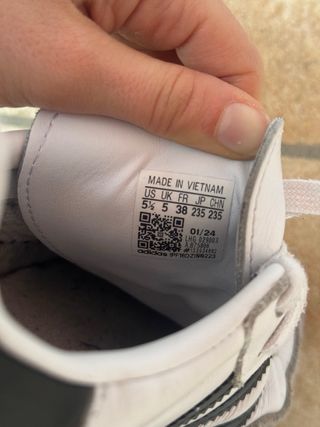 MADE IN VIETNAM
US UK FR JP CHN
5½ 5 38 235 235
01/24
adidas